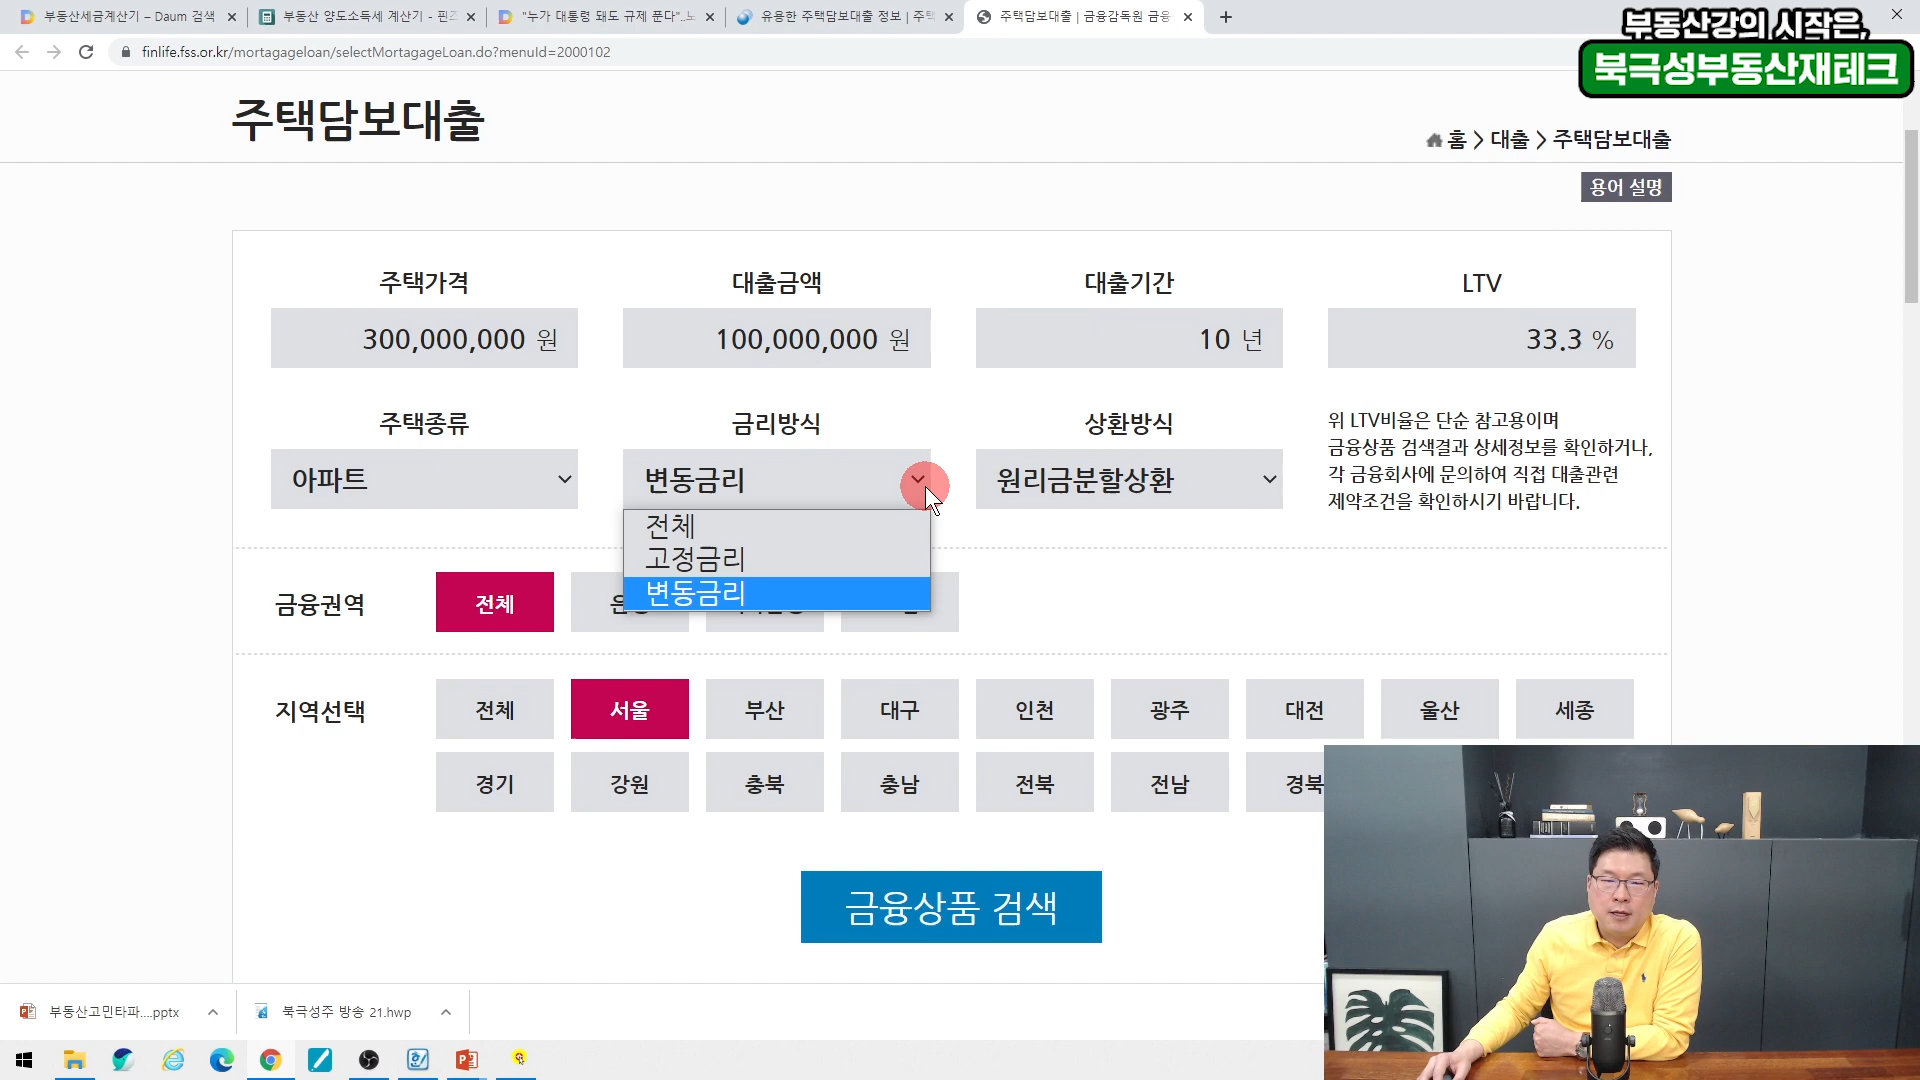 부동산세금계산기 – Daum 검색
부동산 양도소득세 계산기 - 핀
"누가 대통령 돼도 규제 푼다"..노
유용한 주택담보대출 정보 | 주택
주택담보대출 | 금융감독원 금융
부동산강의 시작은,
북극성부동산재테크
finlife.fss.or.kr/mortagageloan/selectMortagageLoan.do?menuId=2000102
주택담보대출
홈 > 대출 > 주택담보대출
용어 설명
주택가격 대출금액 대출기간 LTV
300,000,000 원 100,000,000 원 10 년 33.3 %
주택종류 금리방식 상환방식
아파트 변동금리 원리금분할상환
위 LTV비율은 단순 참고용이며
금융상품 검색결과 상세정보를 확인하거나,
각 금융회사에 문의하여 직접 대출관련
제약조건을 확인하시기 바랍니다.
전체
고정금리
변동금리
금융권역 전체
지역선택 전체 서울 부산 대구 인천 광주 대전 울산 세종
경기 강원 충북 충남 전북 전남 경북
금융상품 검색
부동산고민타파....pptx
북극성주 방송 21.hwp